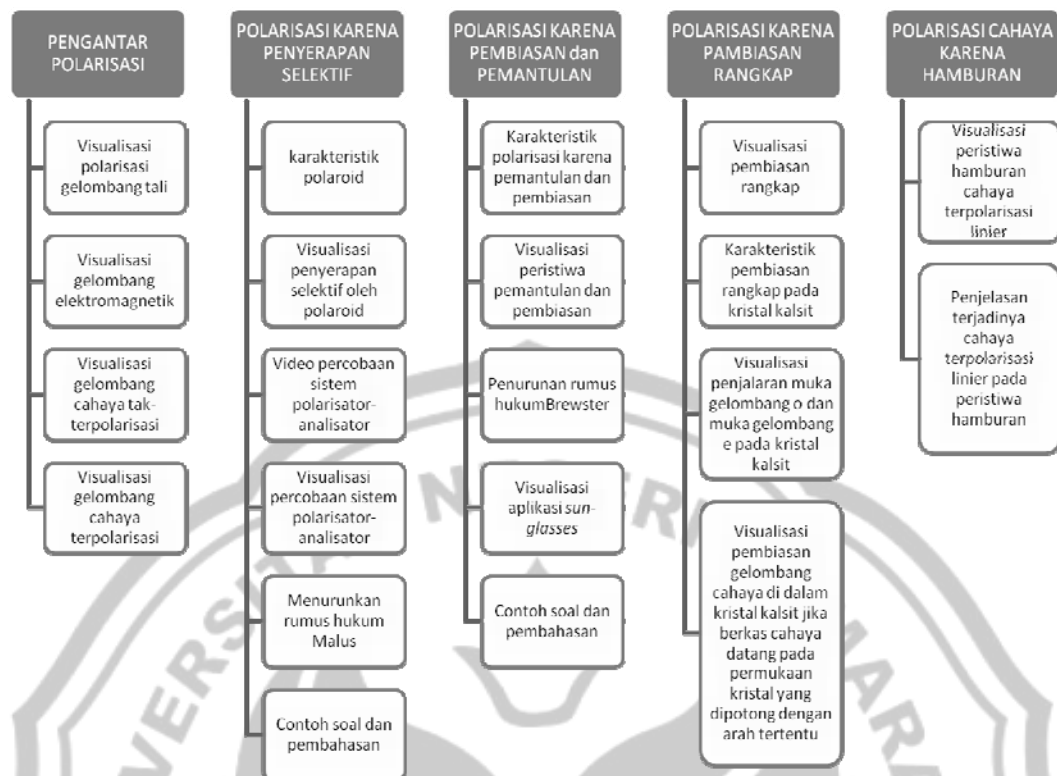 PENGANTAR
POLARISASI
Visualisasi
polarisasi
gelombang tali
Visualisasi
gelombang
elektromagnetik
Visualisasi
gelombang
cahaya tak-
terpolarisasi
Visualisasi
gelombang
cahaya
terpolarisasi
POLARISASI KARENA
PENYERAPAN
SELEKTIF
karakteristik
polaroid
Visualisasi
penyerapan
selektif oleh
polaroid
Video percobaan
sistem
polarisator-
analisator
Visualisasi
percobaan sistem
polarisator-
analisator
Menurunkan
rumus hukum
Malus
Contoh soal dan
pembahasan
POLARISASI KARENA
PEMBIASAN dan
PEMANTULAN
Karakteristik
polarisasi karena
pemantulan dan
pembiasan
Visualisasi
peristiwa
pemantulan dan
pembiasan
Penurunan rumus
hukumBrewster
Visualisasi
aplikasi sun-
glasses
Contoh soal dan
pembahasan
POLARISASI KARENA
PAMBIASAN
RANGKAP
Visualisasi
pembiasan
rangkap
Karakteristik
pembiasan
rangkap pada
kristal kalsit
Visualisasi
penjalaran muka
gelombang o dan
muka gelombang
e pada kristal
kalsit
Visualisasi
pembiasan
gelombang
cahaya di dalam
kristal kalsit jika
berkas cahaya
datang pada
permukaan
kristal yang
dipotong dengan
arah tertentu
POLARISASI CAHAYA
KARENA
HAMBURAN
Visualisasi
peristiwa
hamburan
cahaya
terpolarisasi
linier
Penjelasan
terjadinya
cahaya
terpolarisasi
linier pada
peristiwa
hamburan